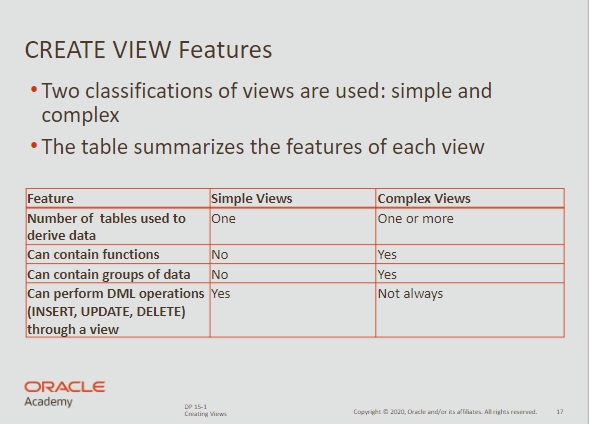 CREATE VIEW Features
• Two classifications of views are used: simple and
complex
• The table summarizes the features of each view
Feature Simple Views Complex Views
Number of tables used to One One or more
derive data
Can contain functions No Yes
Can contain groups of data No Yes
Can perform DML operations Yes Not always
(INSERT, UPDATE, DELETE)
through a view
ORACLE
Academy
DP 15-1
Creating Views
Copyright © 2020, Oracle and/or its affiliates. All rights reserved. 17